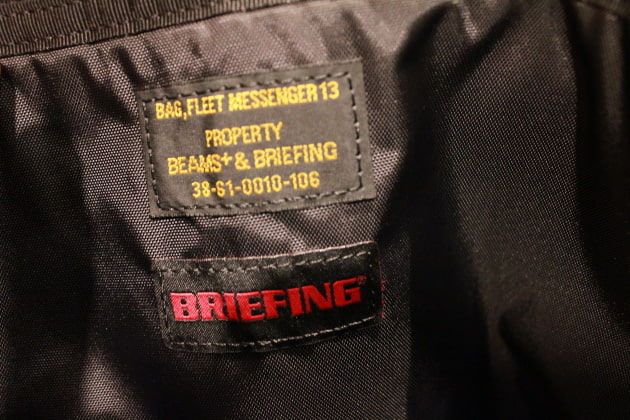 BAG, FLEET MESSENGER 13
PROPERTY
BEAMS+ & BRIEFING
38-61-0010-106
BRIEFING®